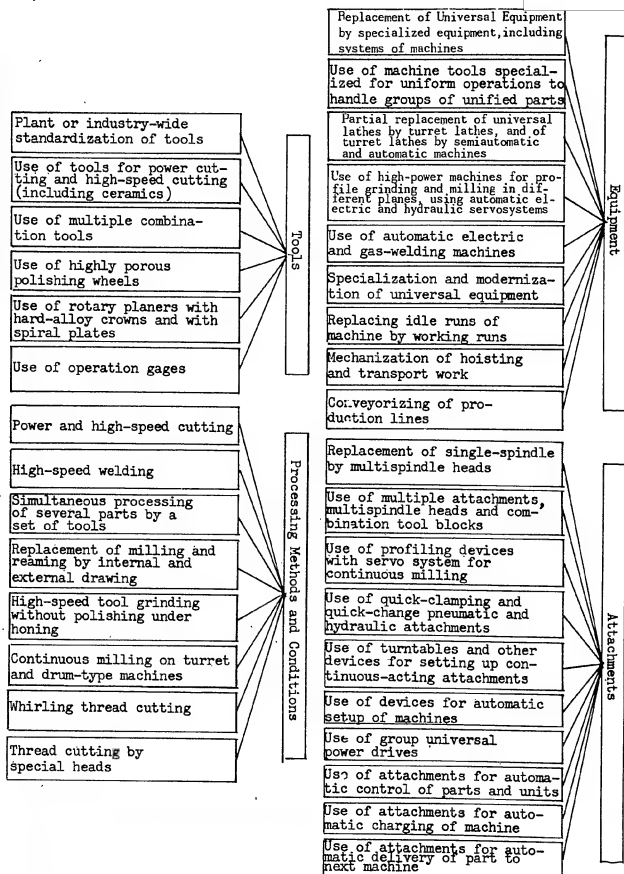 Plant or industry-wide
standardization of tools
Use of tools for power cut-
ting and high-speed cutting
(including ceramics)
Use of multiple combina-
tion tools
Use of highly porous
polishing wheels
Use of rotary planers with
hard-alloy crowns and with
spiral plates
Use of operation gages
Tools
Power and high-speed cutting
High-speed welding
Simultaneous processing
of several parts by a
set of tools
Replacement of milling and
reaming by internal and
external drawing
High-speed tool grinding
without polishing under
honing
Continuous milling on turret
and drum-type machines
Whirling thread cutting
Thread cutting by
special heads
Processing Methods and Conditions
Replacement of Universal Equipment
by specialized equipment, including
systems of machines
Use of machine tools special-
ized for uniform operations to
handle groups of unified parts
Partial replacement of universal
lathes by turret lathes, and of
turret lathes by semiautomatic
and automatic machines
Use of high-power machines for pro-
file grinding and milling in dif-
ferent planes, using automatic el-
ectric and hydraulic servosystems
Use of automatic electric
and gas-welding machines
Specialization and moderniza-
tion of universal equipment
Replacing idle runs of
machine by working runs
Mechanization of hoisting
and transport work
Conveyorizing of pro-
duction lines
Equipment
Replacement of single-spindle
by multispindle heads
Use of multiple attachments,
multispindle heads and com-
bination tool blocks
Use of profiling devices
with servo system for
continuous milling
Use of quick-clamping and
quick-change pneumatic and
hydraulic attachments
Use of turntables and other
devices for setting up con-
tinuous-acting attachments
Use of devices for automatic
setup of machines
Use of group universal
power drives
Use of attachments for automa-
tic control of parts and units
Use of attachments for auto-
matic charging of machine
Use of attachments for auto-
matic delivery of part to
next machine
Attachments